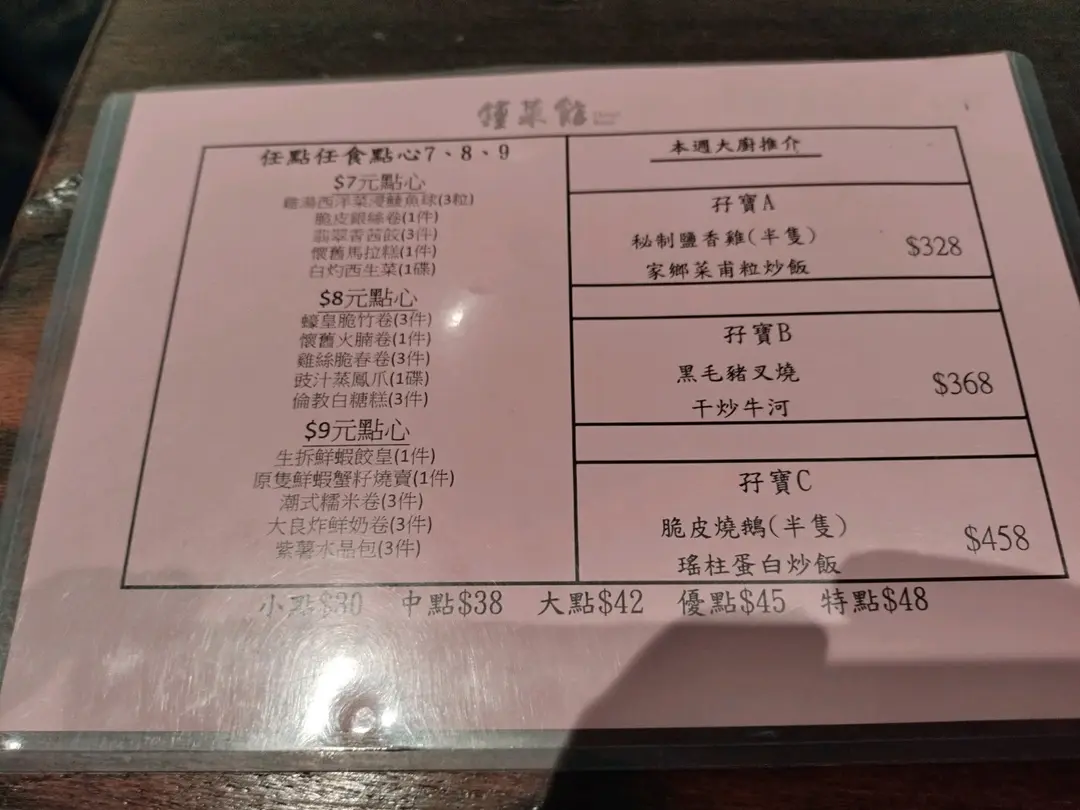 任點任食點心7、8、9
$7元點心
雞湯西洋菜浸鯪魚球(3粒)
脆皮銀絲卷(1件)
翡翠香茜餃(3件)
懷舊馬拉糕(1件)
白灼西生菜(1碟)
$8元點心
蠔皇脆竹卷(3件)
懷舊火腩卷(1件)
雞絲脆春卷(3件)
豉汁蒸鳳爪(1碟)
倫教白糖糕(3件)
$9元點心
生拆鮮蝦餃皇(1件)
原隻鮮蝦蟹籽燒賣(1件)
潮式糯米卷(3件)
大良炸鮮奶卷(3件)
紫薯水晶包(3件)
本週大廚推介
孖寶A
秘制鹽香雞(半隻)
家鄉菜甫粒炒飯
$328
孖寶B
黑毛豬叉燒
干炒牛河
$368
孖寶C
脆皮燒鵝(半隻)
瑤柱蛋白炒飯
$458
小點$30 中點$38 大點$42 優點$45 特點$48